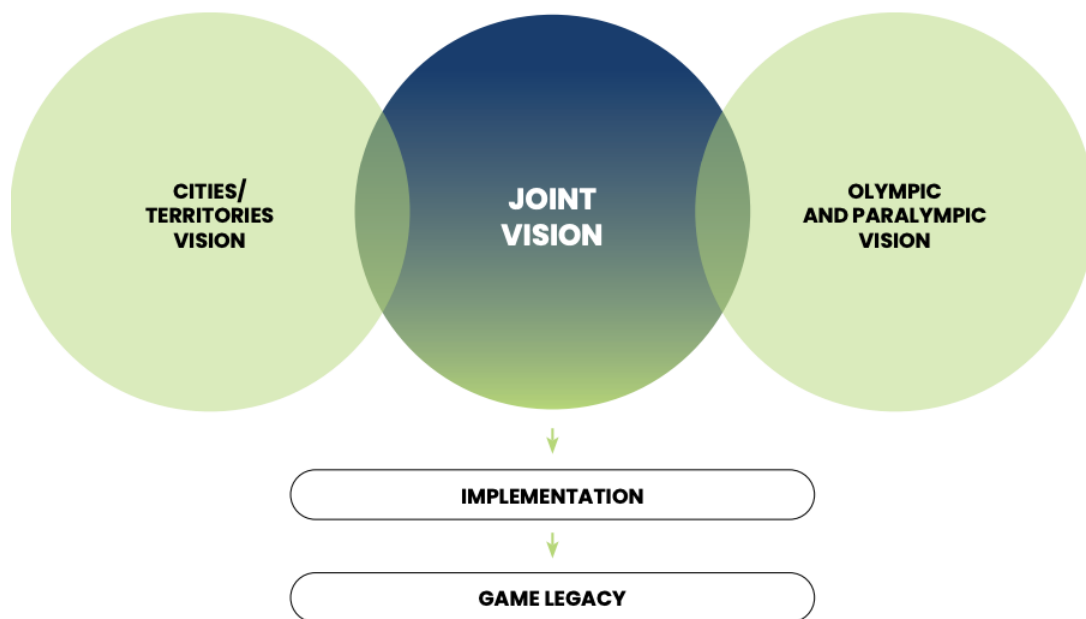 CITIES/
TERRITORIES
VISION
JOINT
VISION
OLYMPIC
AND PARALYMPIC
VISION
IMPLEMENTATION
GAME LEGACY